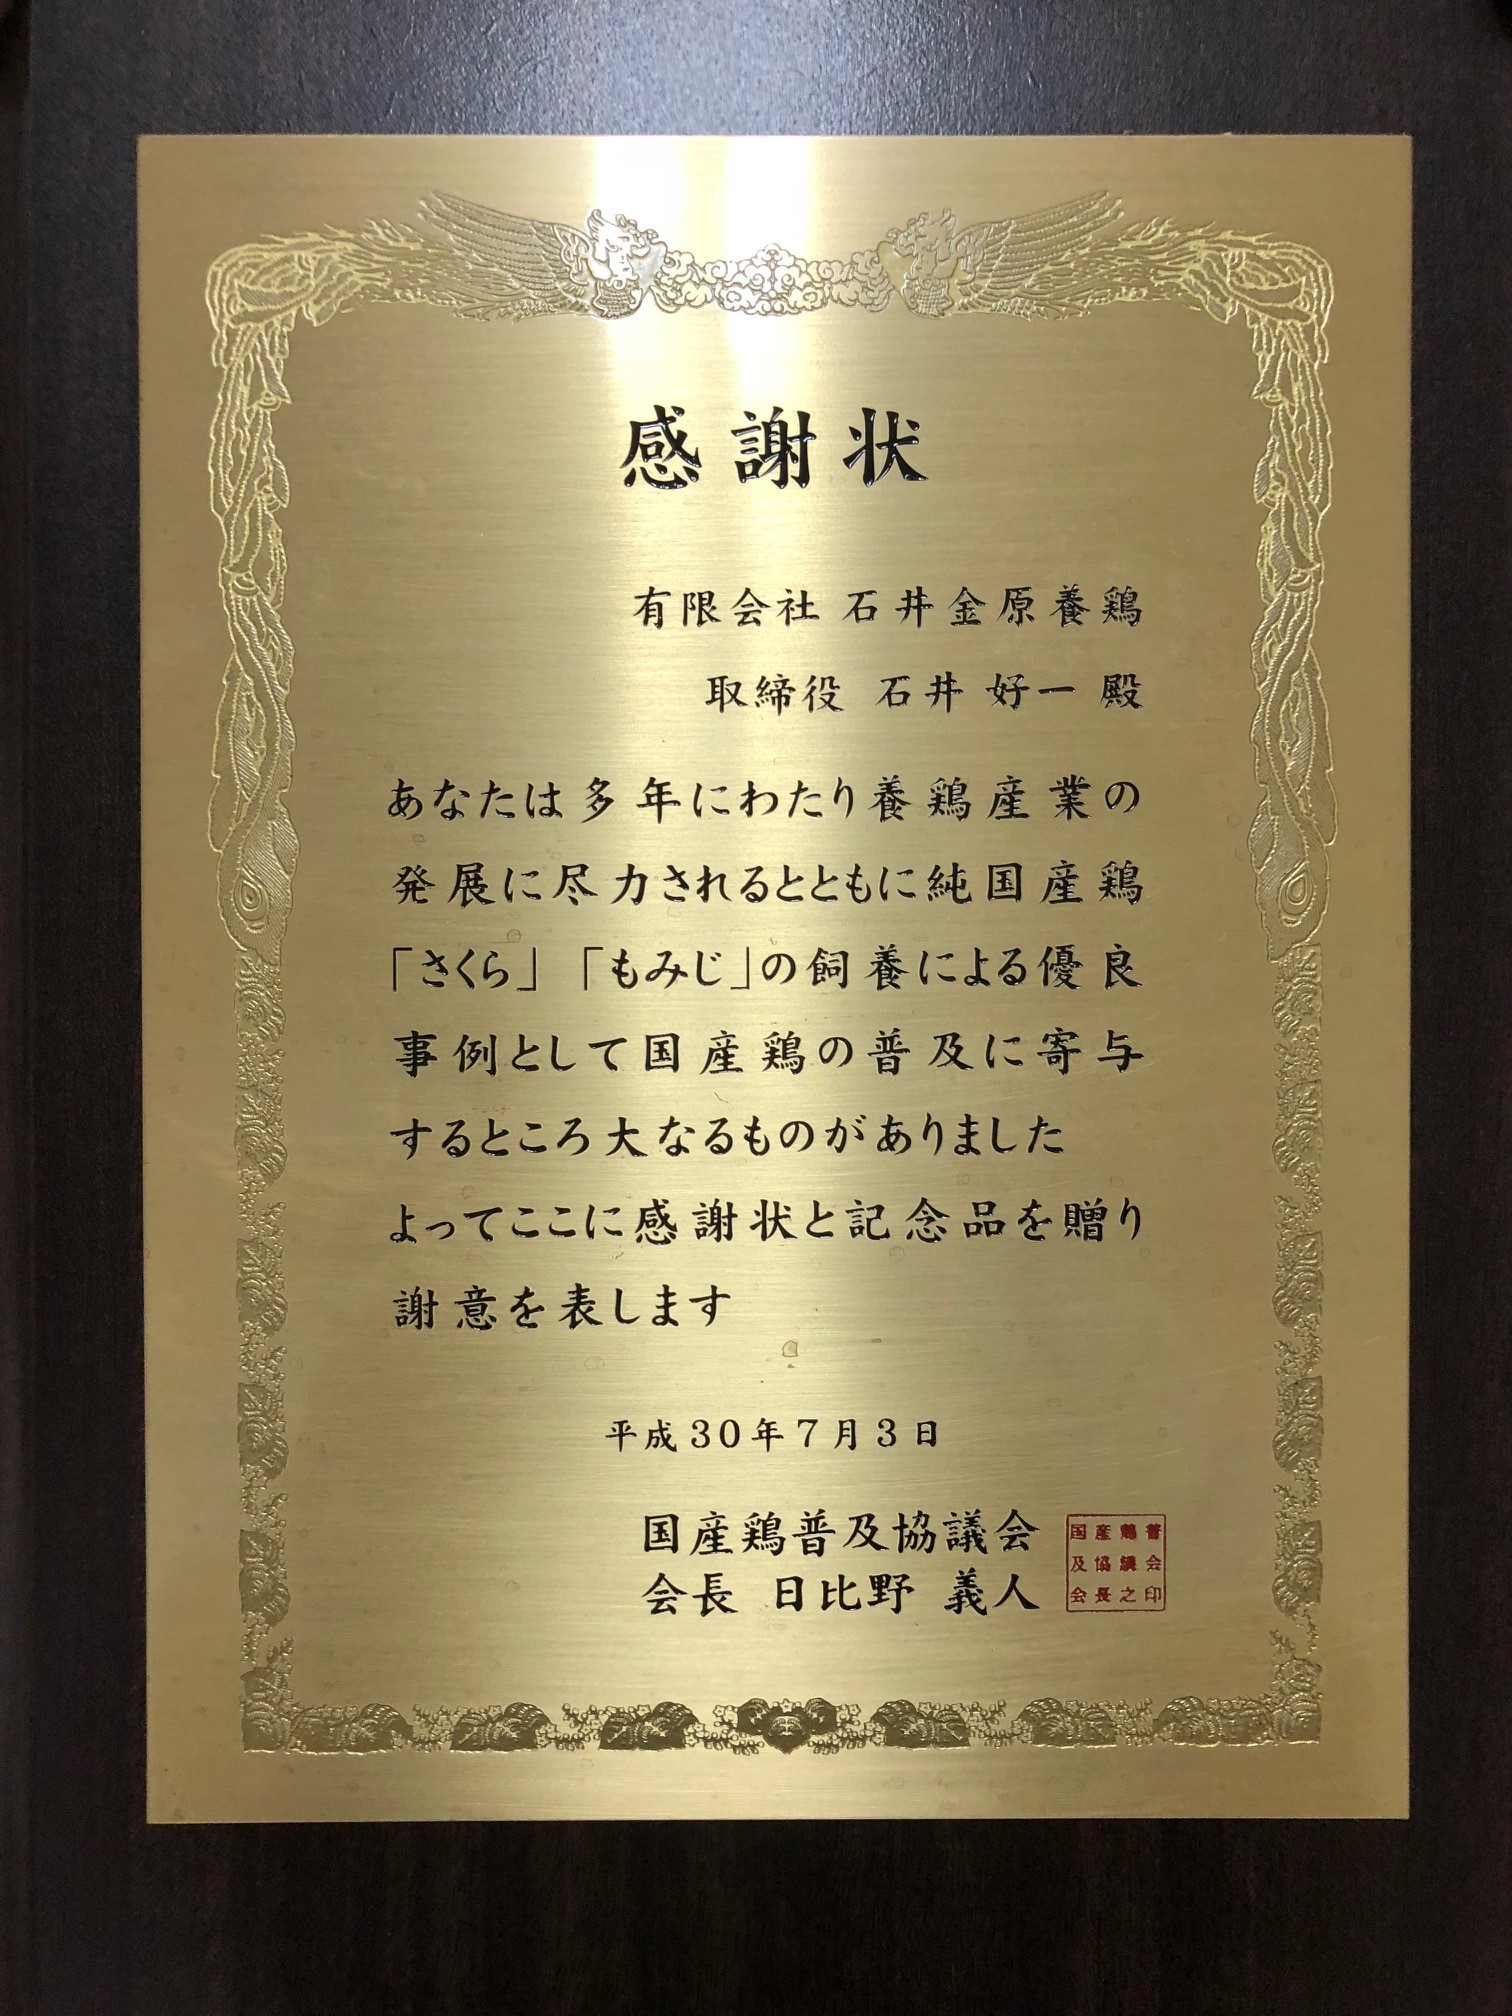 感謝状
有限会社 石井金原養鶏
取締役 石井 好一 殿
あなたは多年にわたり養鶏産業の
発展に尽力されるとともに純国産鶏
「さくら」「もみじ」の飼養による優良
事例として国産鶏の普及に寄与
するところ大なるものがありました
よってここに感謝状と記念品を贈り
謝意を表します
平成30年7月3日
国産鶏普及協議会
会長 日比野 義人
国産鶏普
及協議会
会長之印